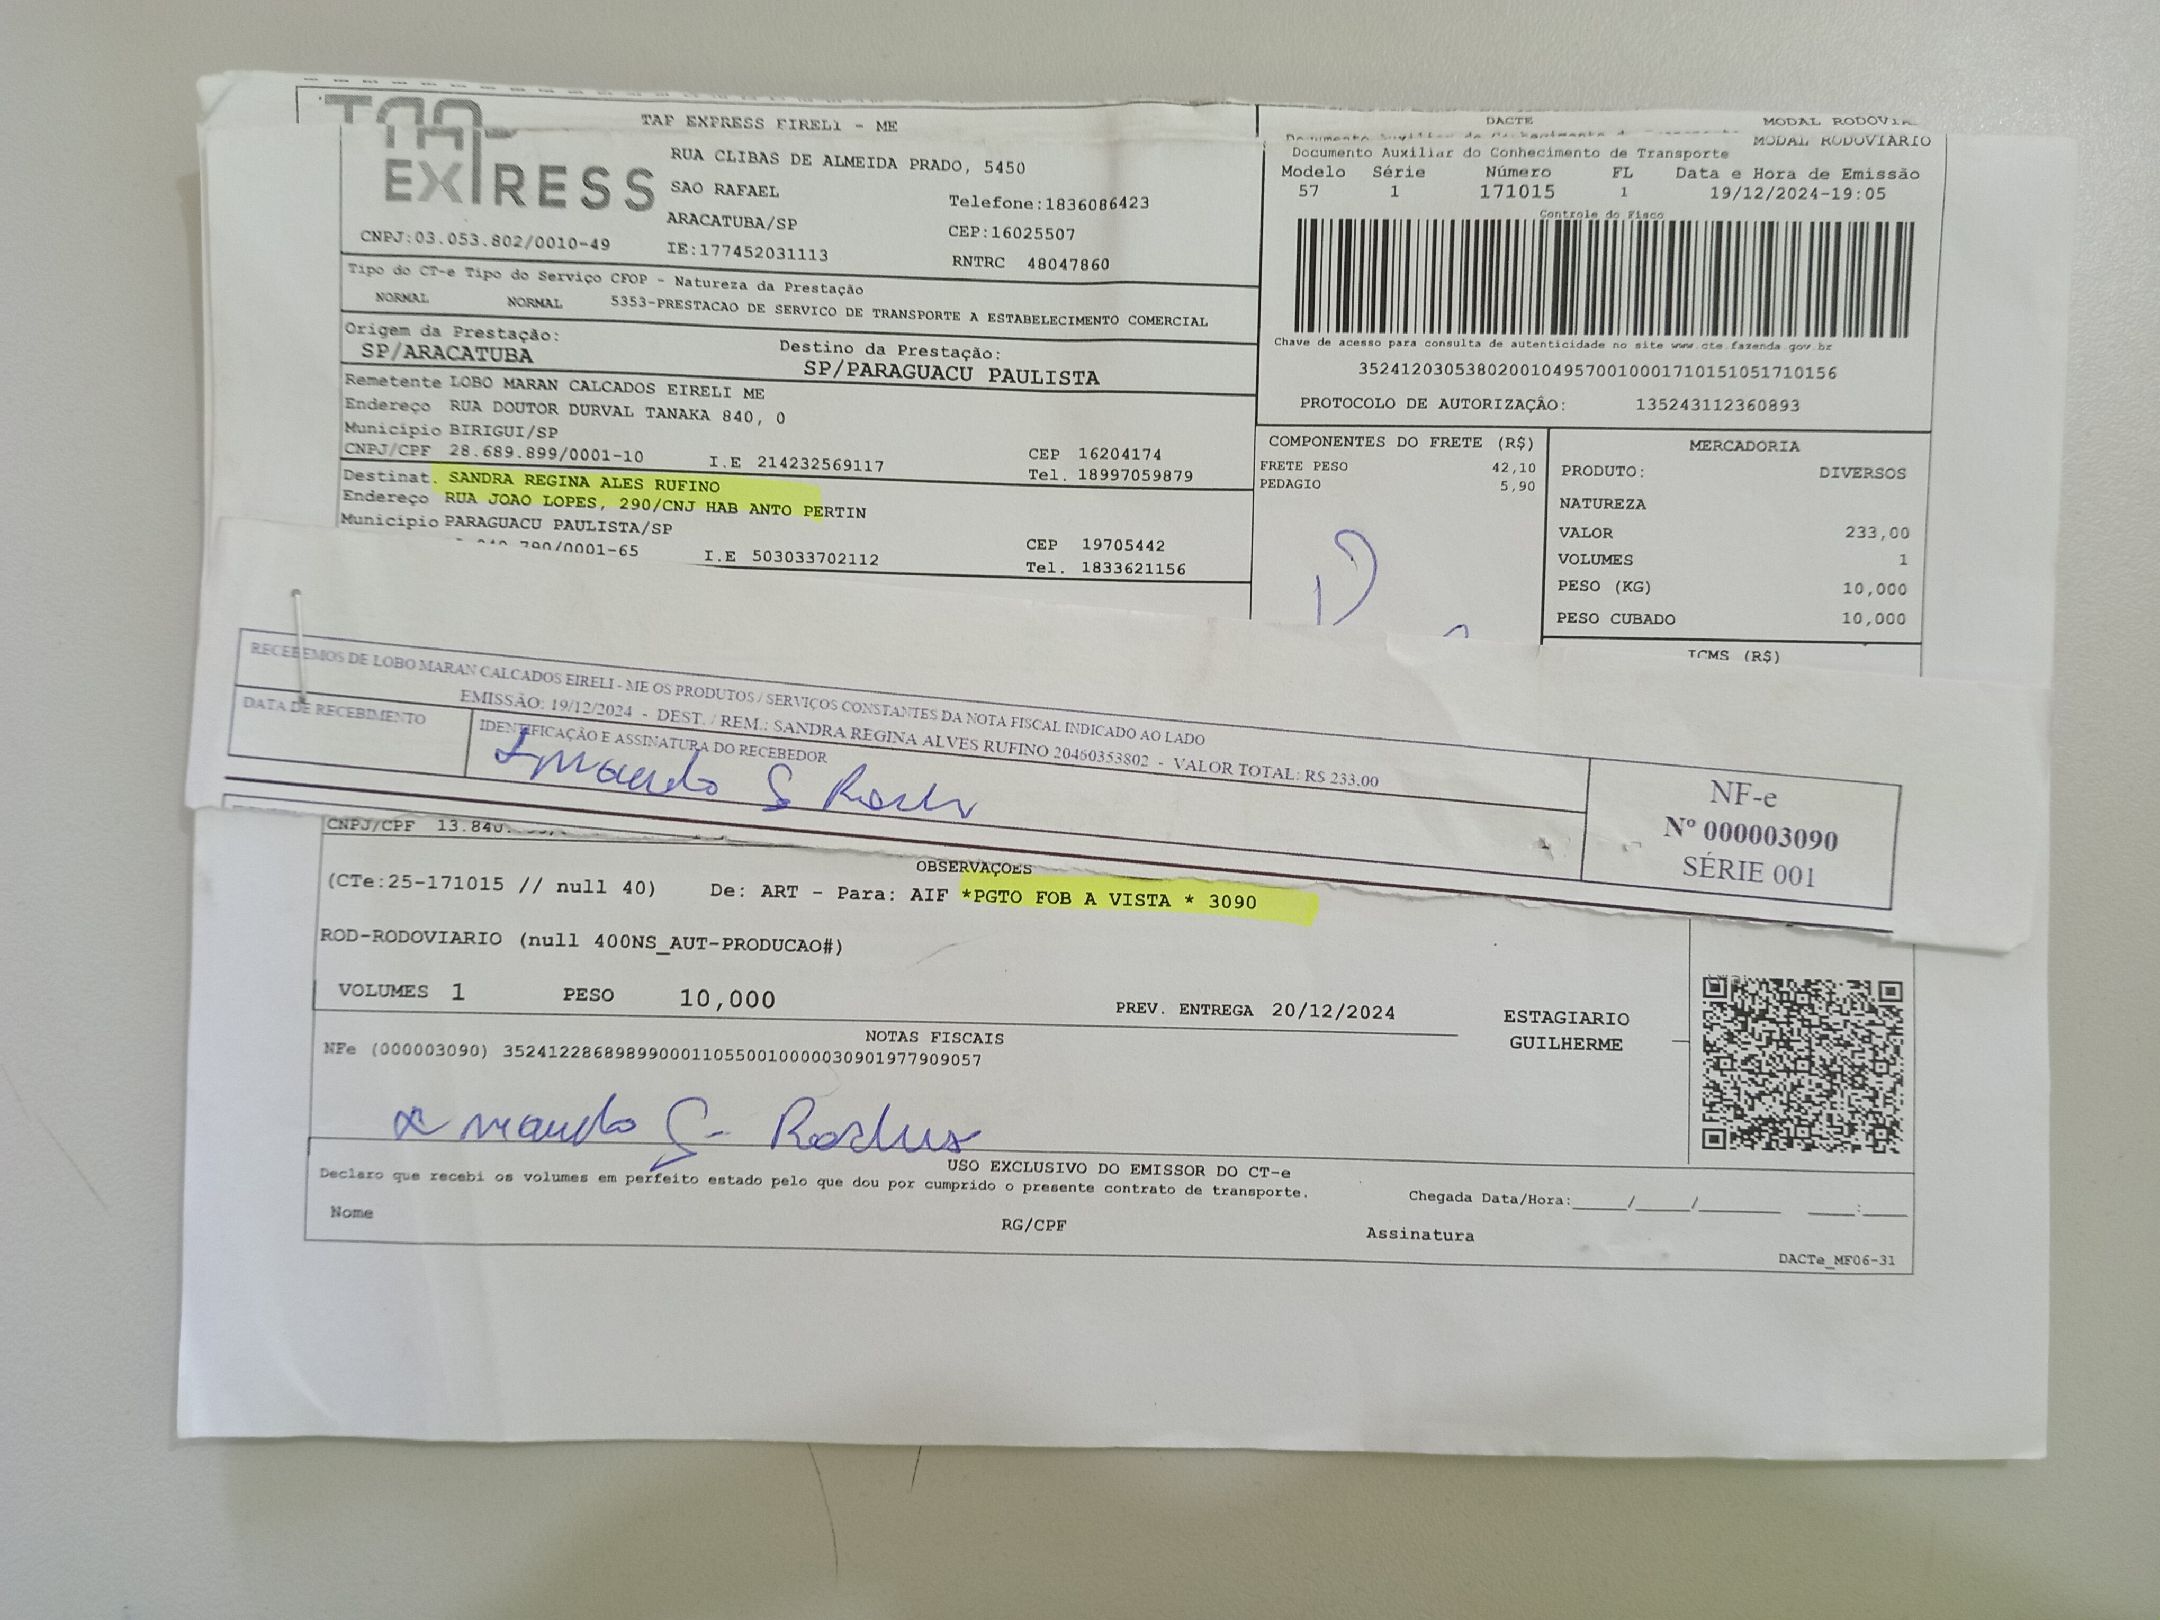 TAF EXPRESS EIRELI - ME
EXPRESS
RUA CLIBAS DE ALMEIDA PRADO, 5450
SAO RAFAEL
Telefone:1836086423
ARACATUBA/SP
CEP:16025507
CNPJ:03.053.802/0010-49
IE:177452031113
RNTRC 48047860
DACTE
MODAL RODOVIARIO
Documento Auxiliar do Conhecimento de Transporte
Modelo Série Número FL Data e Hora de Emissão
57 1 171015 1 19/12/2024-19:05
Controle do Fisco
Chave de acesso para consulta de autenticidade no site www.cte.fazenda.gov.br
35241203053802001049570010001710151051710156
PROTOCOLO DE AUTORIZAÇÂO: 135243112360893
Tipo do CT-e Tipo do Serviço CFOP - Natureza da Prestação
NORMAL NORMAL 5353-PRESTACAO DE SERVICO DE TRANSPORTE A ESTABELECIMENTO COMERCIAL
Origem da Prestação:
SP/ARACATUBA
Destino da Prestação:
SP/PARAGUACU PAULISTA
Remetente LOBO MARAN CALCADOS EIRELI ME
Endereço RUA DOUTOR DURVAL TANAKA 840, 0
Município BIRIGUI/SP
CEP 16204174
CNPJ/CPF 28.689.899/0001-10 I.E 214232569117 Tel. 18997059879
Destinat. SANDRA REGINA ALES RUFINO
Endereço RUA JOAO LOPES, 290/CNJ HAB ANTO PERTIN
Município PARAGUACU PAULISTA/SP
CEP 19705442
/0001-65 I.E 503033702112 Tel. 1833621156
COMPONENTES DO FRETE (R$)
FRETE PESO 42,10
PEDAGIO 5,90
MERCADORIA
PRODUTO: DIVERSOS
NATUREZA
VALOR 233,00
VOLUMES 1
PESO (KG) 10,000
PESO CUBADO 10,000
ICMS (R$)
RECEBEMOS DE LOBO MARAN CALCADOS EIRELI - ME OS PRODUTOS / SERVIÇOS CONSTANTES DA NOTA FISCAL INDICADO AO LADO
EMISSÃO: 19/12/2024 - DEST. / REM.: SANDRA REGINA ALVES RUFINO 20460353802 - VALOR TOTAL: R$ 233.00
DATA DE RECEBIMENTO
IDENTIFICAÇÃO E ASSINATURA DO RECEBEDOR
NF-e
Nº 000003090
SÉRIE 001
CNPJ/CPF 13.840.
OBSERVAÇOES
(CTe:25-171015 // null 40) De: ART - Para: AIF *PGTO FOB A VISTA * 3090
ROD-RODOVIARIO (null 400NS_AUT-PRODUCAO#)
VOLUMES 1 PESO 10,000 PREV. ENTREGA 20/12/2024
ESTAGIARIO
GUILHERME
NOTAS FISCAIS
NFe (000003090) 35241228689899000110550010000030901977909057
USO EXCLUSIVO DO EMISSOR DO CT-e
Declaro que recebi os volumes em perfeito estado pelo que dou por cumprido o presente contrato de transporte.
Chegada Data/Hora:_____/_____/________ ____:____
Nome RG/CPF Assinatura
DACTe_MF06-31